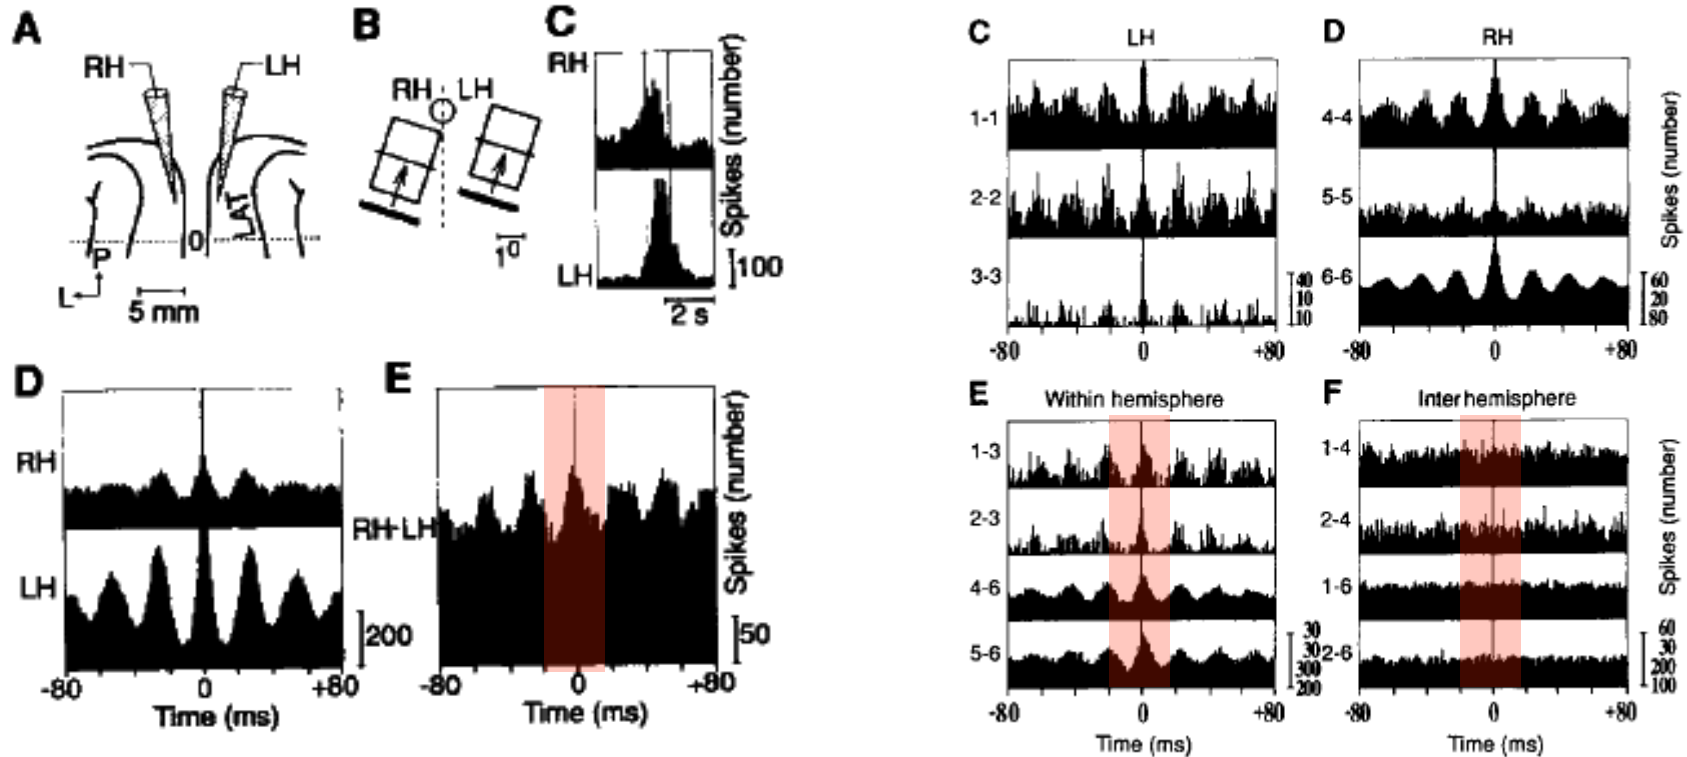 A
RH
LH
LAT
0
P
L
5 mm
B
RH
LH
1°
C
RH
LH
Spikes (number)
100
2 s
D
RH
LH
200
-80
0
+80
Time (ms)
E
RH-LH
Spikes (number)
50
-80
0
+80
Time (ms)
C
LH
1-1
2-2
3-3
40
10
10
-80
0
+80
D
RH
4-4
5-5
6-6
Spikes (number)
60
20
80
-80
0
+80
E
Within hemisphere
1-3
2-3
4-6
5-6
30
30
300
200
-80
0
+80
Time (ms)
F
Interhemisphere
1-4
2-4
1-6
2-6
Spikes (number)
60
30
200
100
-80
0
+80
Time (ms)